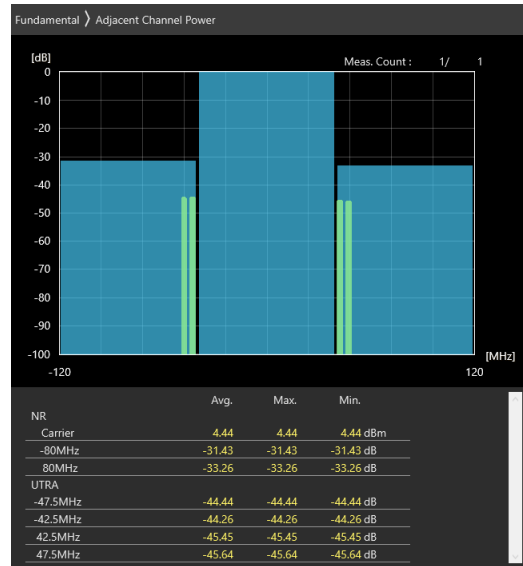 Fundamental 〉 Adjacent Channel Power
[dB]
Meas. Count : 1/ 1
0
-10
-20
-30
-40
-50
-60
-70
-80
-90
-100
[MHz]
-120 120
Avg. Max. Min.
NR
Carrier 4.44 4.44 4.44 dBm
-80MHz -31.43 -31.43 -31.43 dB
80MHz -33.26 -33.26 -33.26 dB
UTRA
-47.5MHz -44.44 -44.44 -44.44 dB
-42.5MHz -44.26 -44.26 -44.26 dB
42.5MHz -45.45 -45.45 -45.45 dB
47.5MHz -45.64 -45.64 -45.64 dB